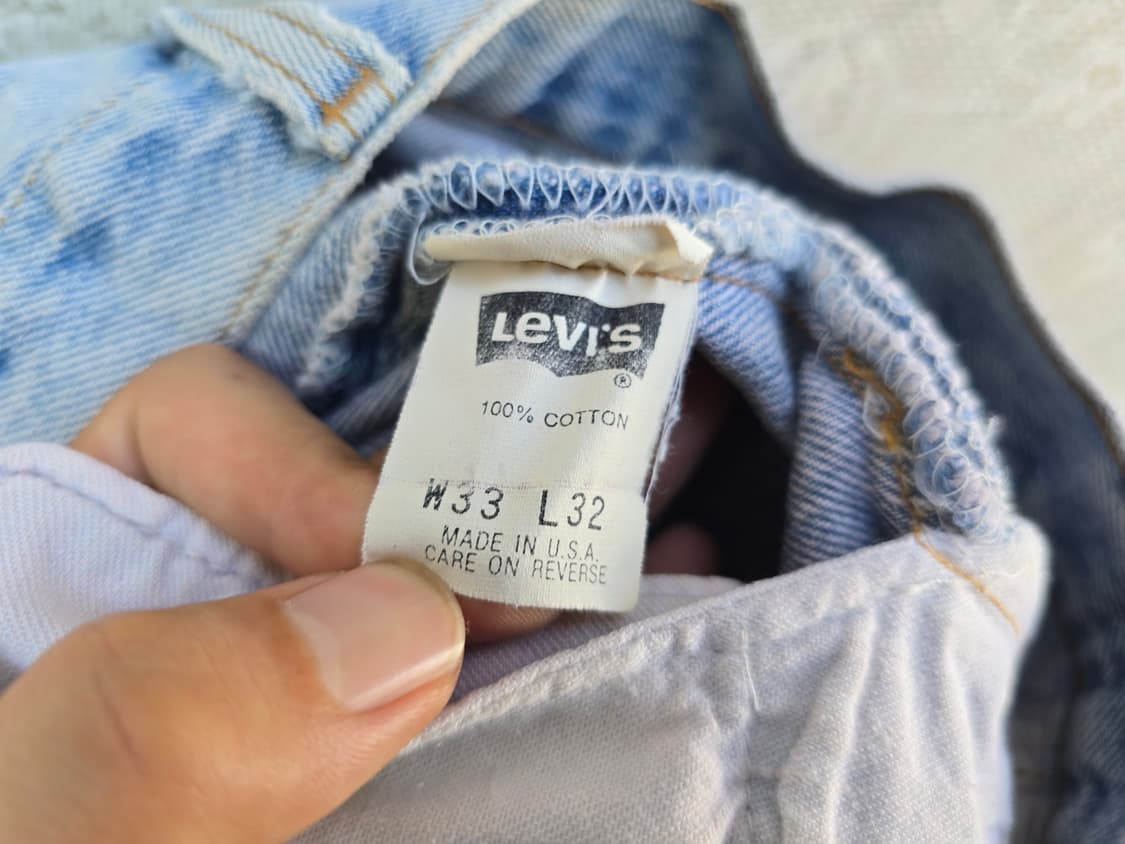 Levi's
®
100% COTTON
W33 L32
MADE IN U.S.A.
CARE ON REVERSE